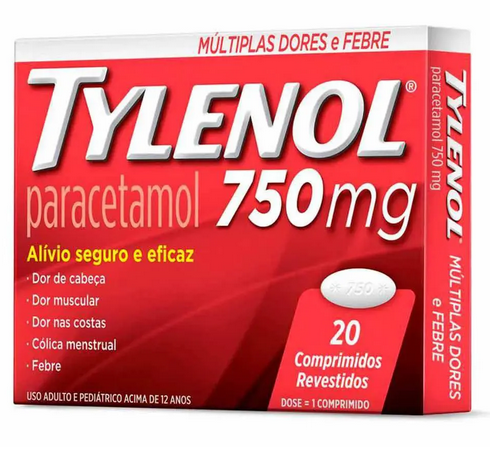 MÚLTIPLAS DORES e FEBRE
TYLENOL®
paracetamol 750mg
Alívio seguro e eficaz
· Dor de cabeça
· Dor muscular
· Dor nas costas
· Cólica menstrual
· Febre
USO ADULTO E PEDIÁTRICO ACIMA DE 12 ANOS
750
20
Comprimidos
Revestidos
DOSE = 1 COMPRIMIDO
TYLENOL
paracetamol 750 mg
MÚLTIPLAS DORES
e FEBRE